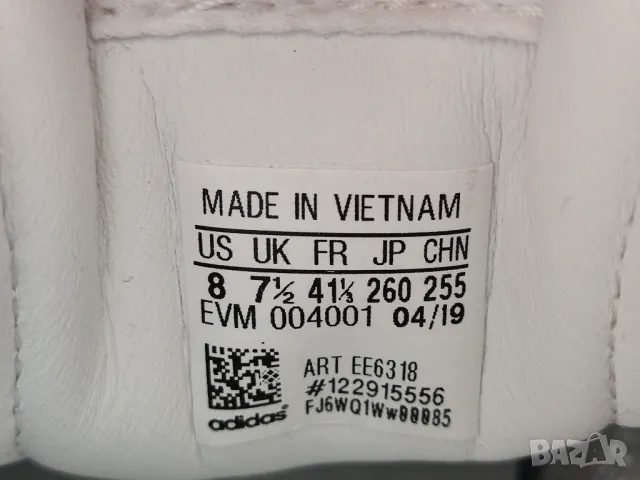 MADE IN VIETNAM
US UK FR JP CHN
8 7½ 41⅓ 260 255
EVM 004001 04/19
ART EE6318
#122915556
FJ6WQ1Ww00085
adidas
BAZAR